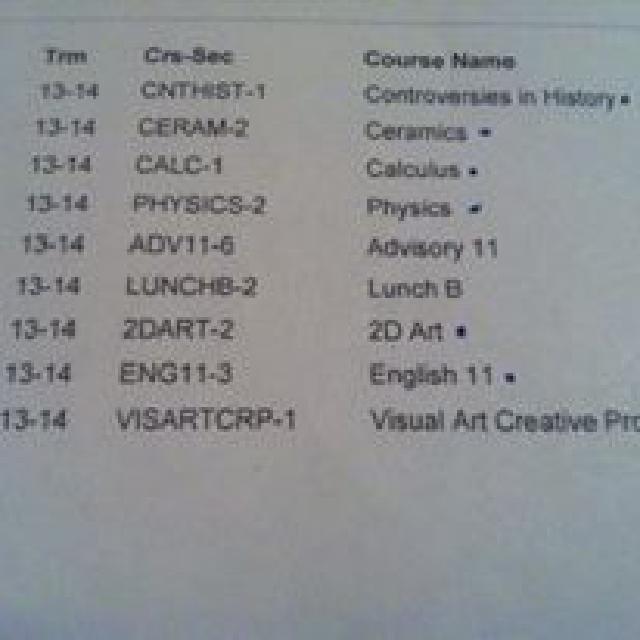 Trm Crs-Sec Course Name
13-14 CNTHIST-1 Controversies in History
13-14 CERAM-2 Ceramics
13-14 CALC-1 Calculus
13-14 PHYSICS-2 Physics
13-14 ADV11-6 Advisory 11
13-14 LUNCHB-2 Lunch B
13-14 2DART-2 2D Art
13-14 ENG11-3 English 11
13-14 VISARTCRP-1 Visual Art Creative Pro